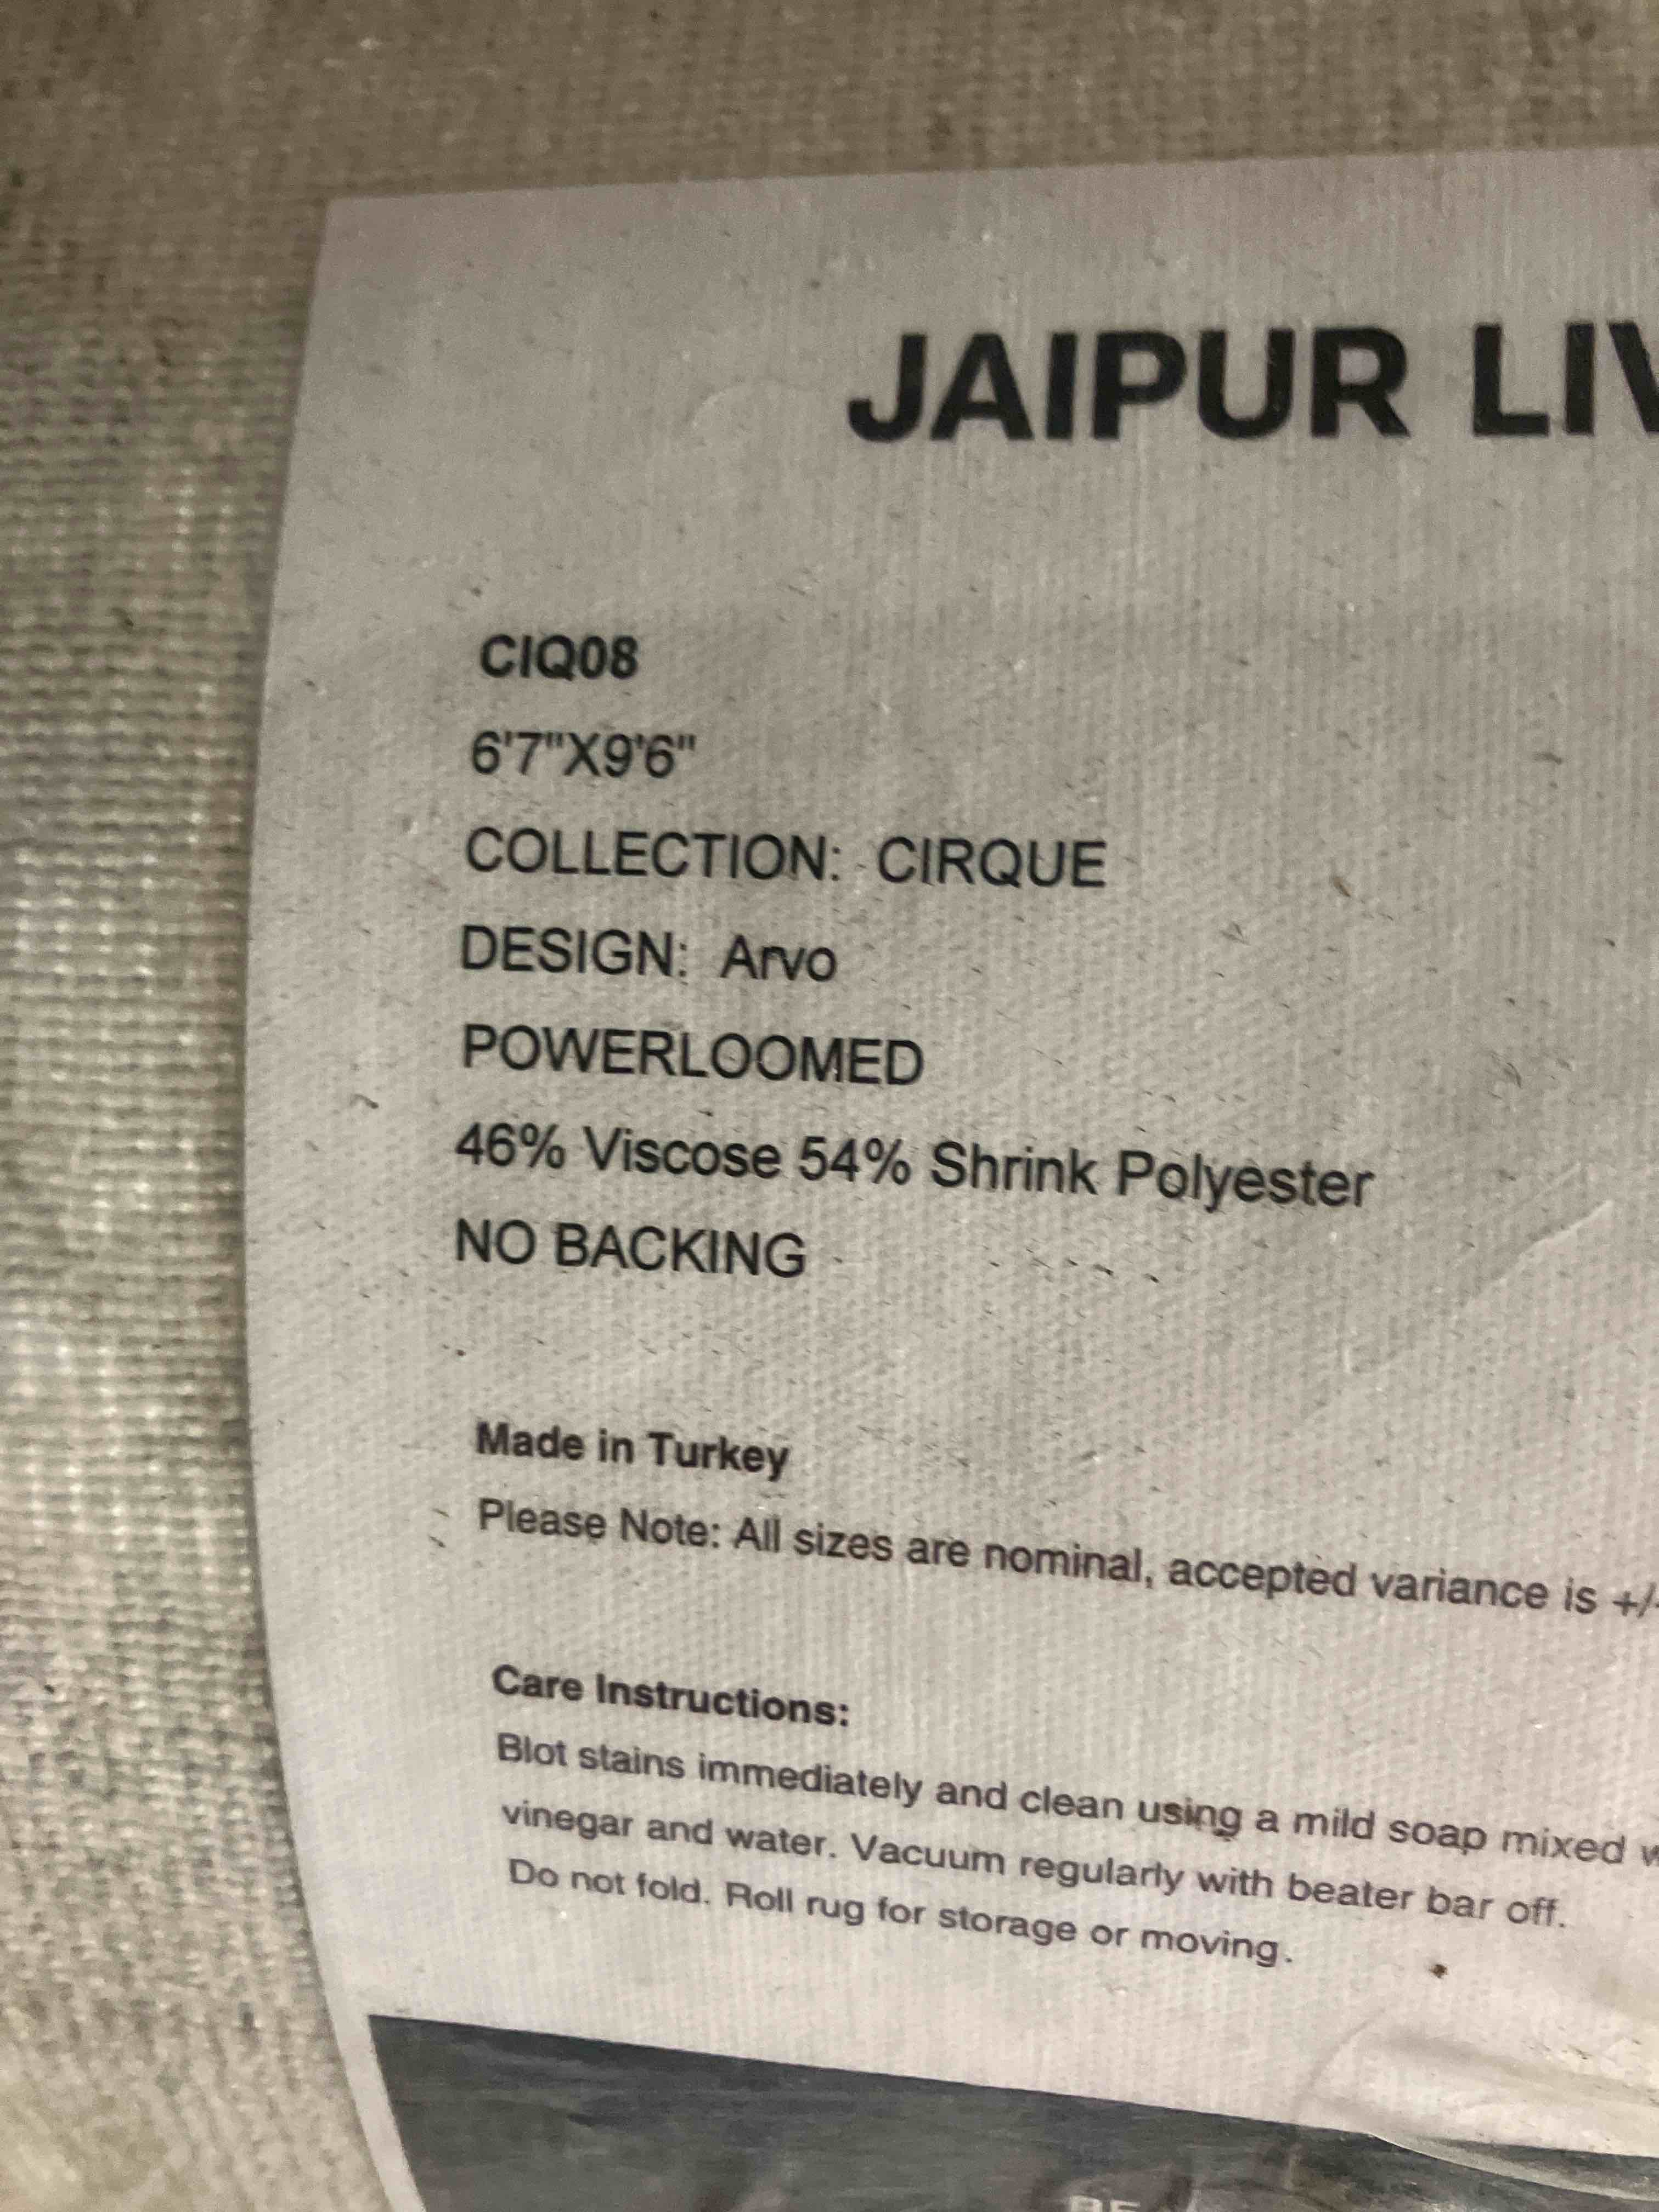 JAIPUR LIV
CIQ08
6'7"X9'6"
COLLECTION: CIRQUE
DESIGN: Arvo
POWERLOOMED
46% Viscose 54% Shrink Polyester
NO BACKING
Made in Turkey
Please Note: All sizes are nominal, accepted variance is +/-
Care Instructions:
Blot stains immediately and clean using a mild soap mixed w
vinegar and water. Vacuum regularly with beater bar off.
Do not fold. Roll rug for storage or moving.